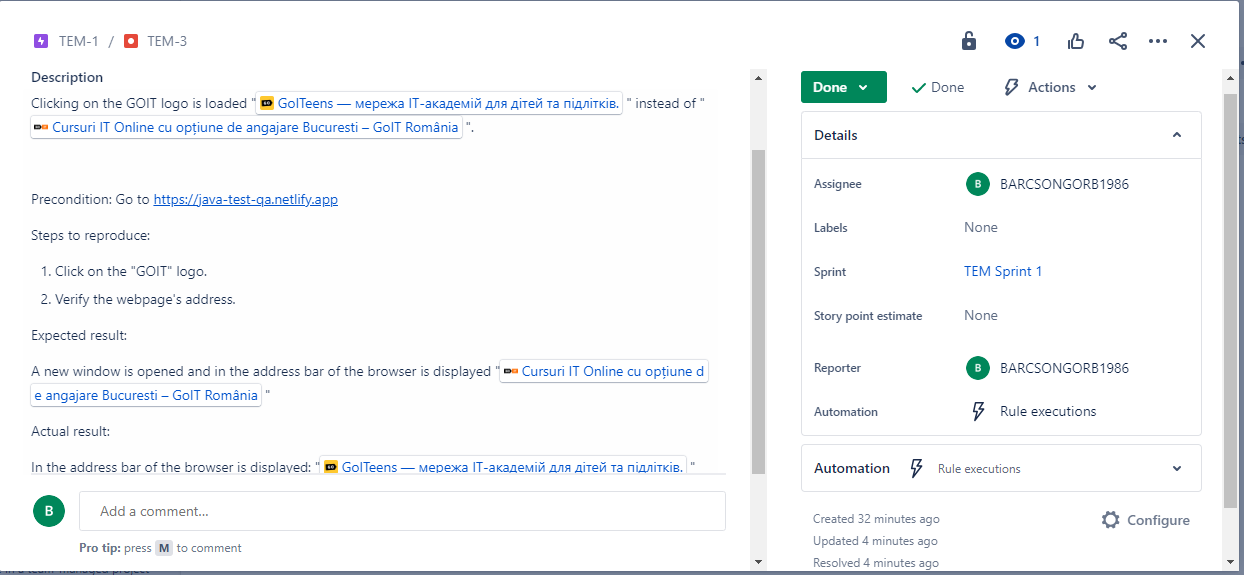 TEM-1 / TEM-3
1
Description
Clicking on the GOIT logo is loaded " GoITeens — мережа IT-академій для дітей та підлітків. " instead of "
Cursuri IT Online cu opțiune de angajare Bucuresti – GoIT România ".
Precondition: Go to https://java-test-qa.netlify.app
Steps to reproduce:
1. Click on the "GOIT" logo.
2. Verify the webpage's address.
Expected result:
A new window is opened and in the address bar of the browser is displayed " Cursuri IT Online cu opțiune d
e angajare Bucuresti – GoIT România "
Actual result:
In the address bar of the browser is displayed: " GoITeens — мережа IT-академій для дітей та підлітків. "
B
Add a comment...
Pro tip: press M to comment
Done
Done
Actions
Details
Assignee
B BARCSONGORB1986
Labels
None
Sprint
TEM Sprint 1
Story point estimate
None
Reporter
B BARCSONGORB1986
Automation
Rule executions
Automation
Rule executions
Created 32 minutes ago
Updated 4 minutes ago
Resolved 4 minutes ago
Configure